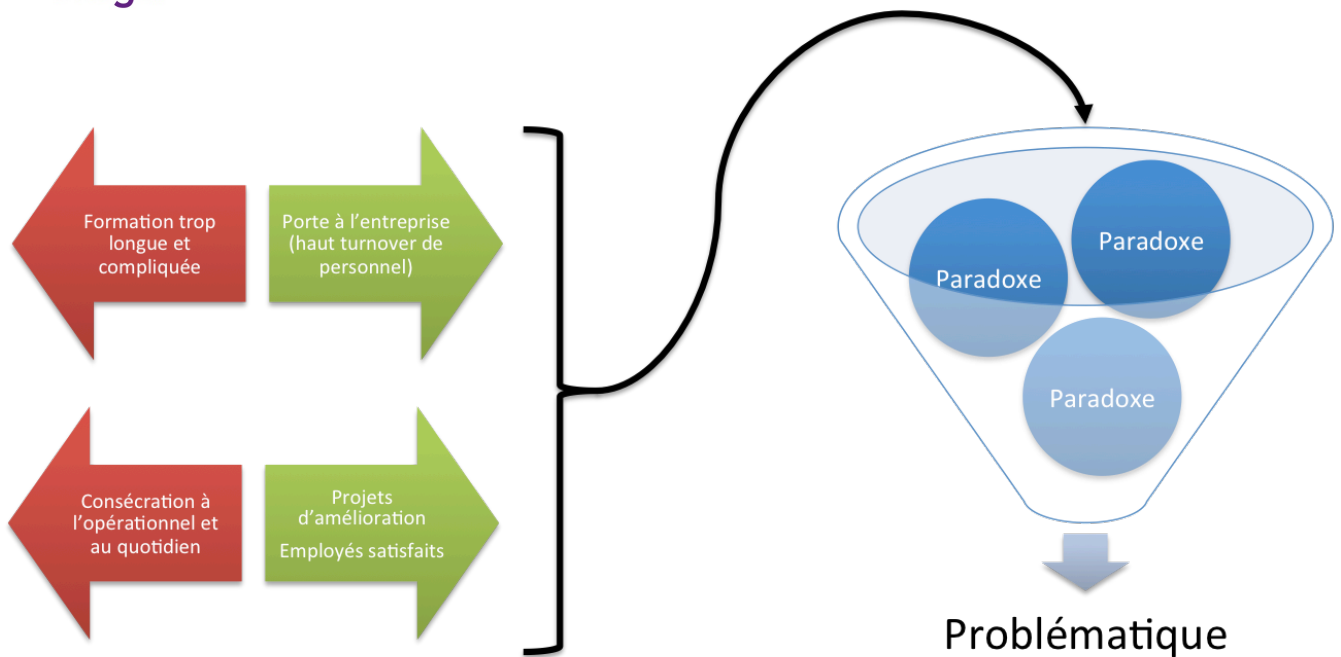 Formation trop
longue et
compliquée
Porte à l'entreprise
(haut turnover de
personnel)
Consécration à
l'opérationnel et
au quotidien
Projets
d'amélioration
Employés satisfaits
Paradoxe
Paradoxe
Paradoxe
Problématique